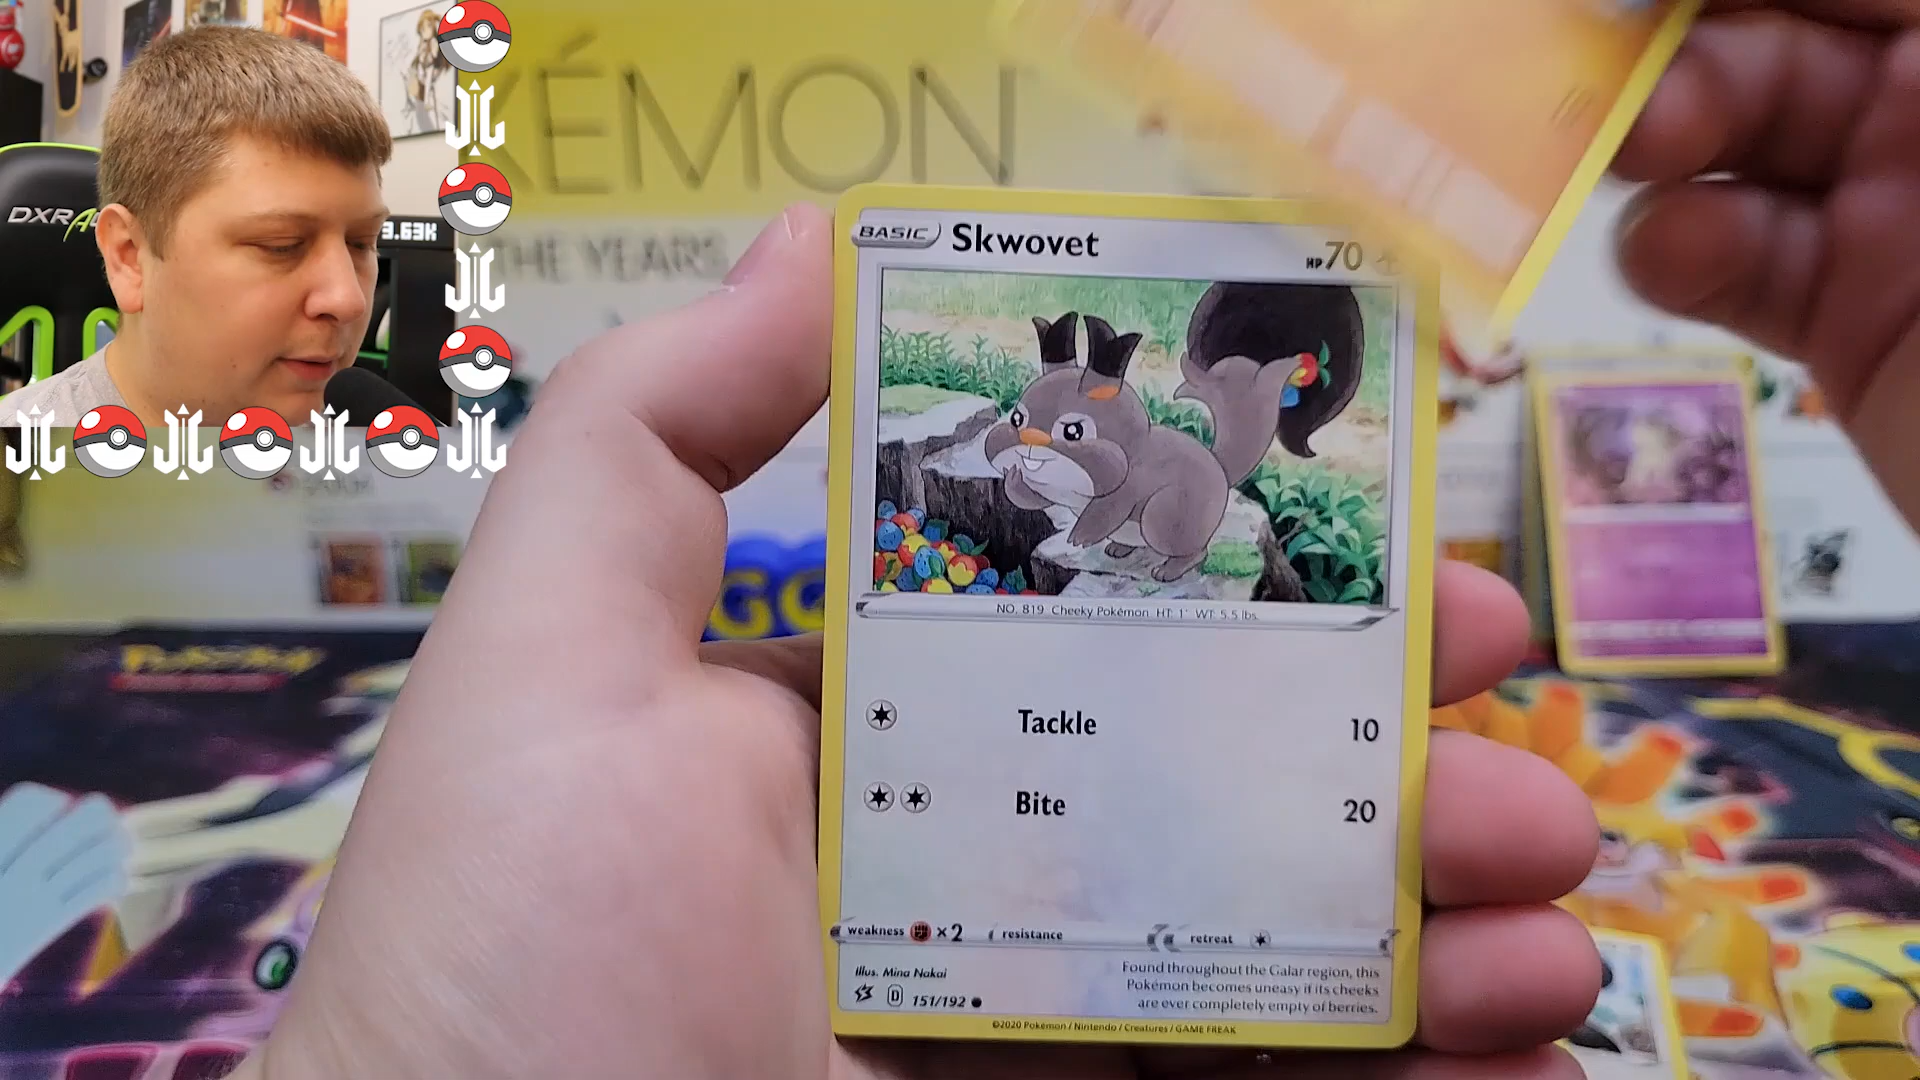 KÉMON
THE YEARS
DXRA
3.63K
BASIC Skwovet HP 70
NO. 819 Cheeky Pokémon HT: 1' WT: 5.5 lbs.
Tackle 10
Bite 20
weakness ×2 resistance retreat
Illus. Mina Nakai
D 151/192
Found throughout the Galar region, this
Pokémon becomes uneasy if its cheeks
are ever completely empty of berries.
©2020 Pokémon / Nintendo / Creatures / GAME FREAK